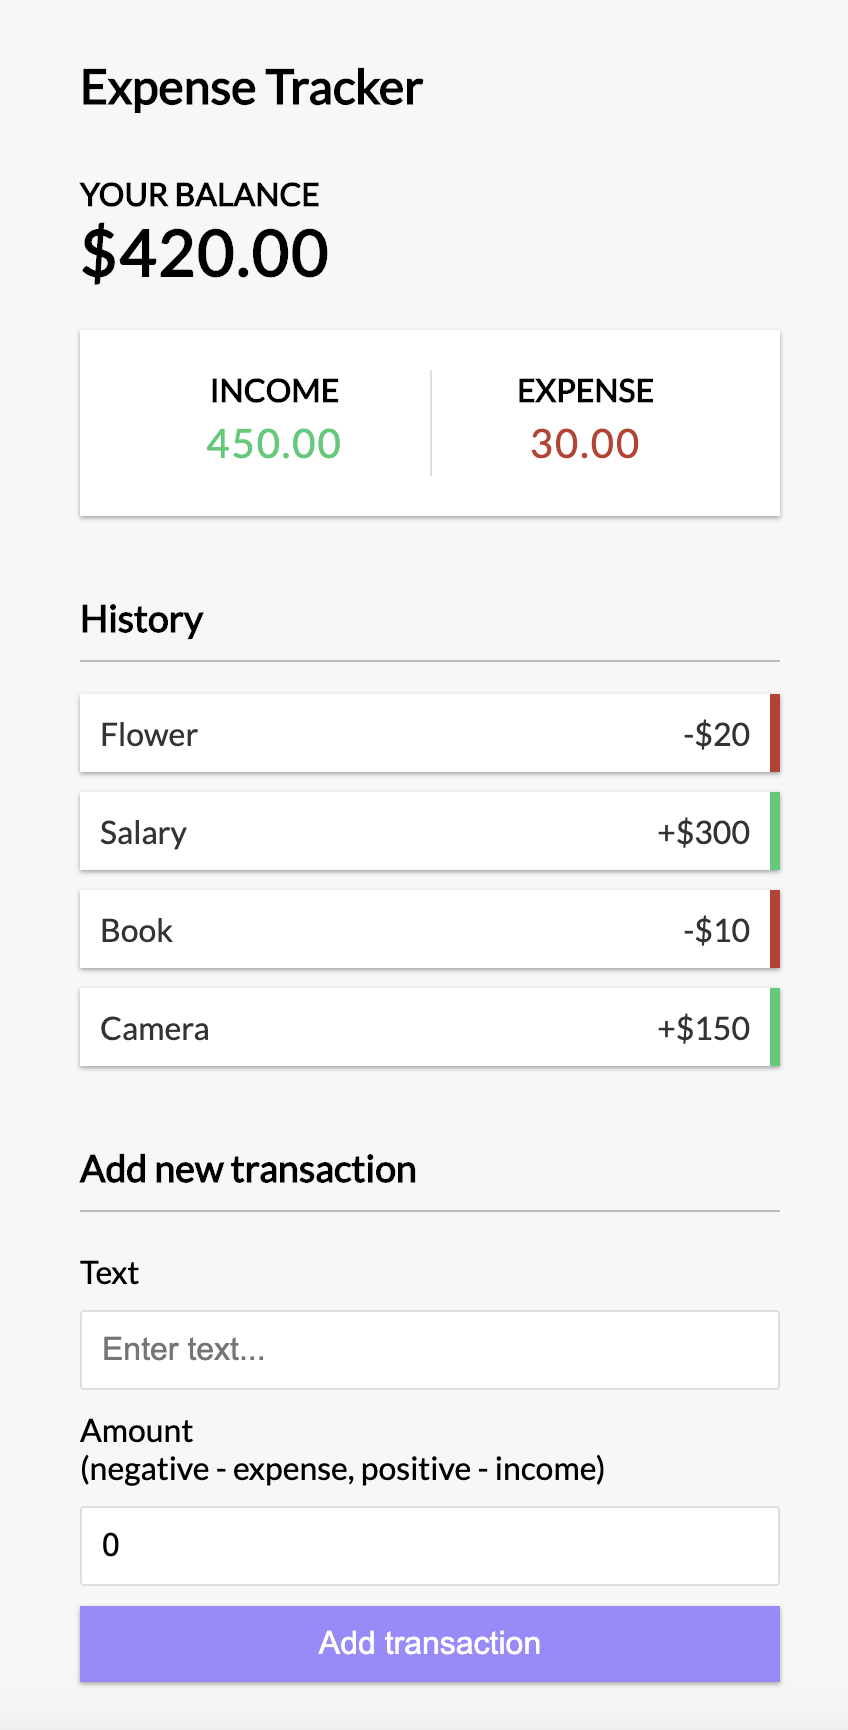 Expense Tracker
YOUR BALANCE
$420.00
INCOME EXPENSE
450.00 30.00
History
Flower -$20
Salary +$300
Book -$10
Camera +$150
Add new transaction
Text
Enter text...
Amount
(negative - expense, positive - income)
0
Add transaction